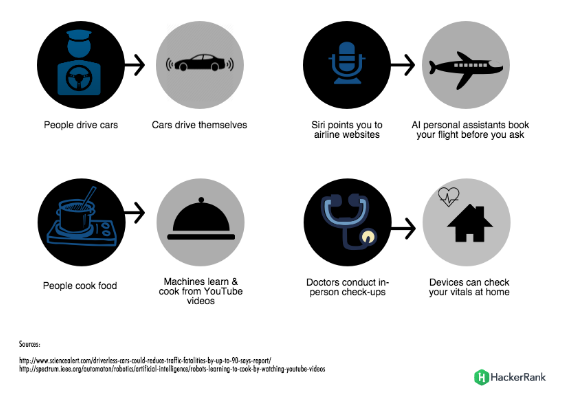 People drive cars
Cars drive themselves
Siri points you to
airline websites
AI personal assistants book
your flight before you ask
People cook food
Machines learn &
cook from YouTube
videos
Doctors conduct in-
person check-ups
Devices can check
your vitals at home
Sources:
http://www.sciencealert.com/driverless-cars-could-reduce-traffic-fatalities-by-up-to-90-says-report/
http://spectrum.ieee.org/automaton/robotics/artificial-intelligence/robots-learning-to-cook-by-watching-youtube-videos
H HackerRank